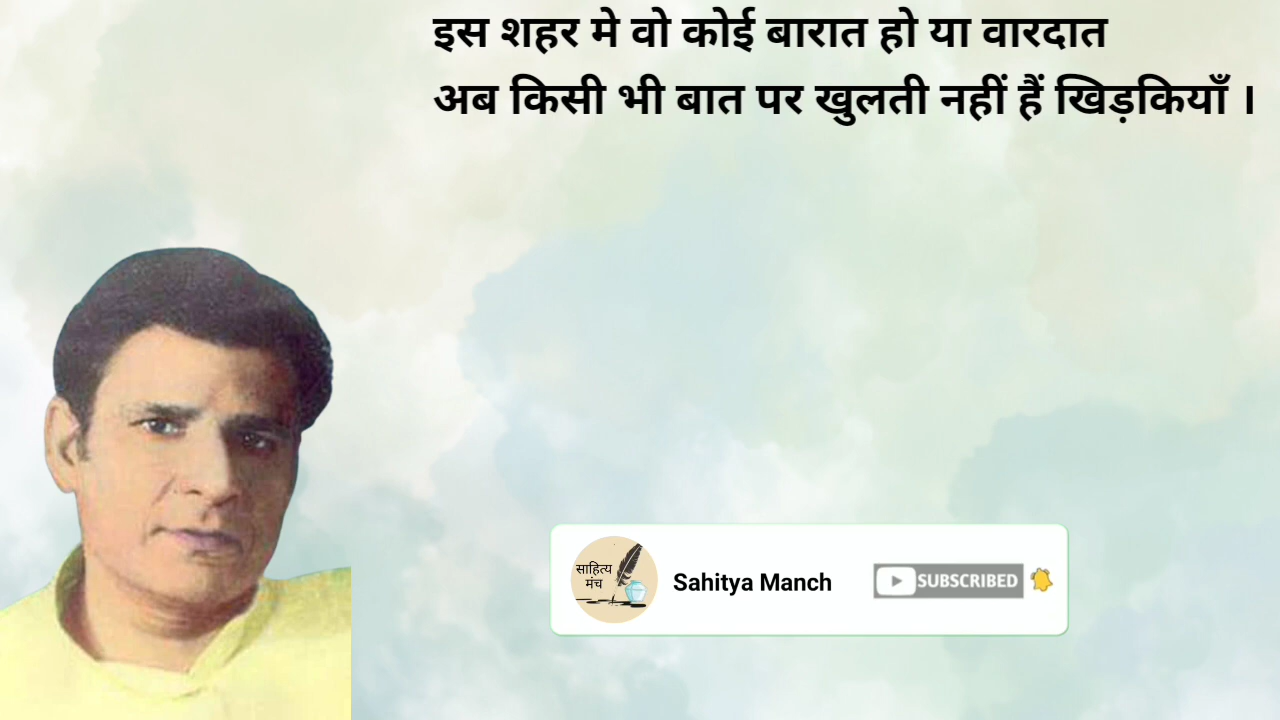 इस शहर मे वो कोई बारात हो या वारदात
अब किसी भी बात पर खुलती नहीं हैं खिड़कियाँ ।
साहित्य
मंच
Sahitya Manch
SUBSCRIBED